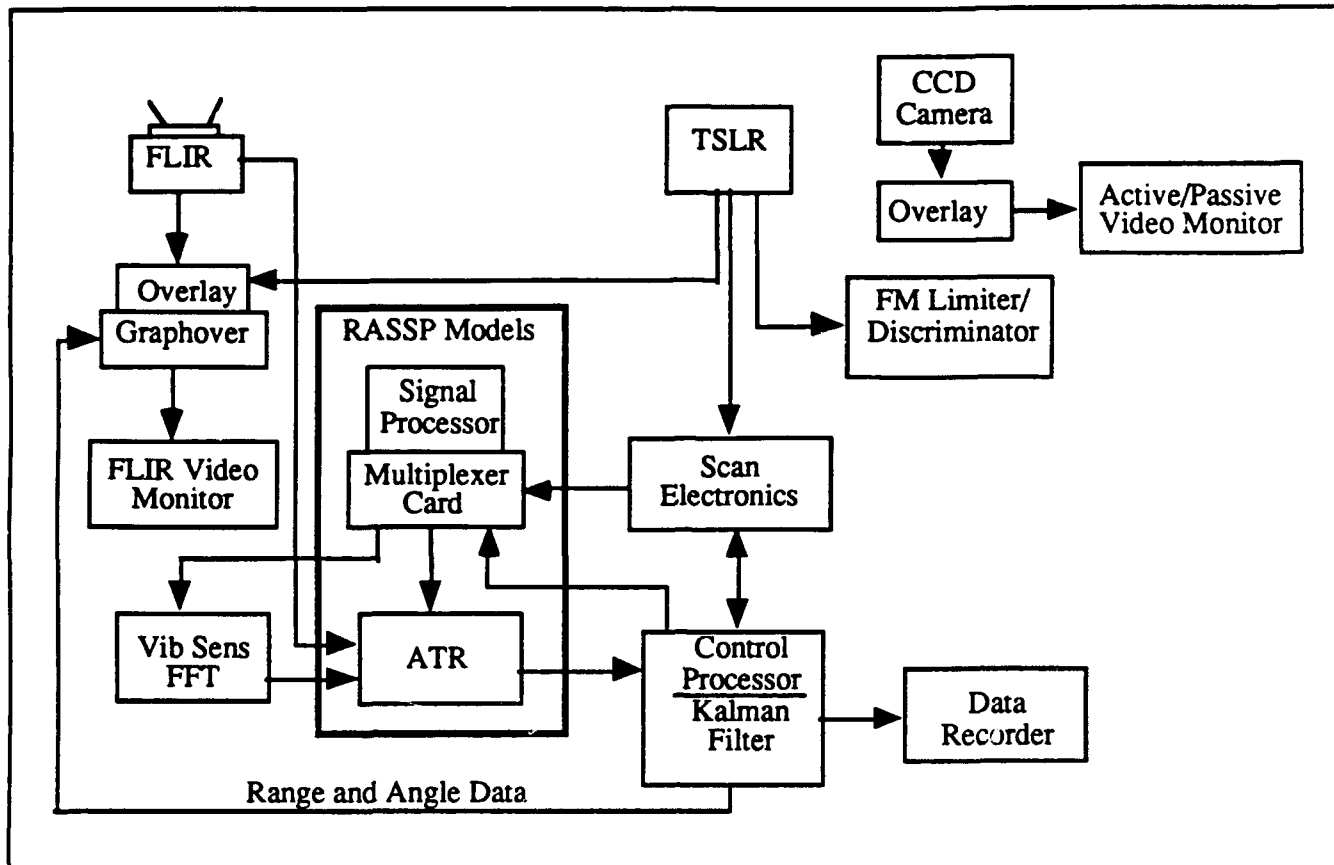 CCD
Camera
TSLR
FLIR
Overlay
Active/Passive
Video Monitor
Overlay
Graphover
FM Limiter/
Discriminator
RASSP Models
Signal
Processor
FLIR Video
Monitor
Multiplexer
Card
Scan
Electronics
Vib Sens
FFT
ATR
Control
Processor
Kalman
Filter
Data
Recorder
Range and Angle Data